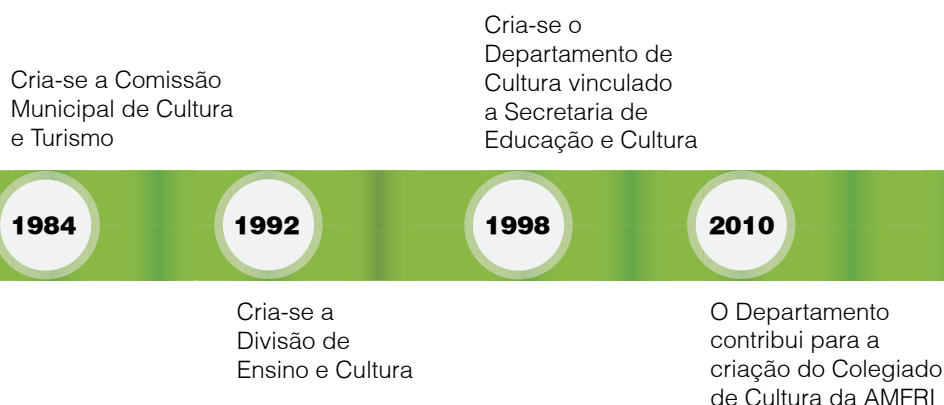 Cria-se a Comissão
Municipal de Cultura
e Turismo
1984
1992
Cria-se a
Divisão de
Ensino e Cultura
Cria-se o
Departamento de
Cultura vinculado
a Secretaria de
Educação e Cultura
1998
2010
O Departamento
contribui para a
criação do Colegiado
de Cultura da AMFRI